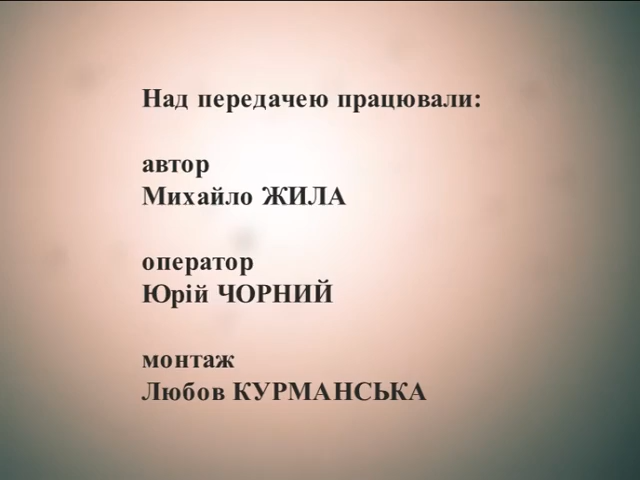 Над передачею працювали:
автор
Михайло ЖИЛА
оператор
Юрій ЧОРНИЙ
монтаж
Любов КУРМАНСЬКА